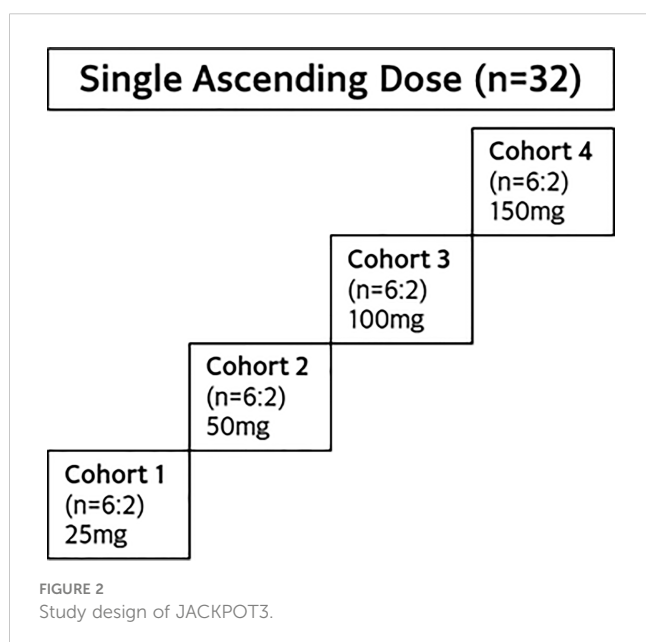 Single Ascending Dose (n=32)
Cohort 4
(n=6:2)
150mg
Cohort 3
(n=6:2)
100mg
Cohort 2
(n=6:2)
50mg
Cohort 1
(n=6:2)
25mg
FIGURE 2
Study design of JACKPOT3.